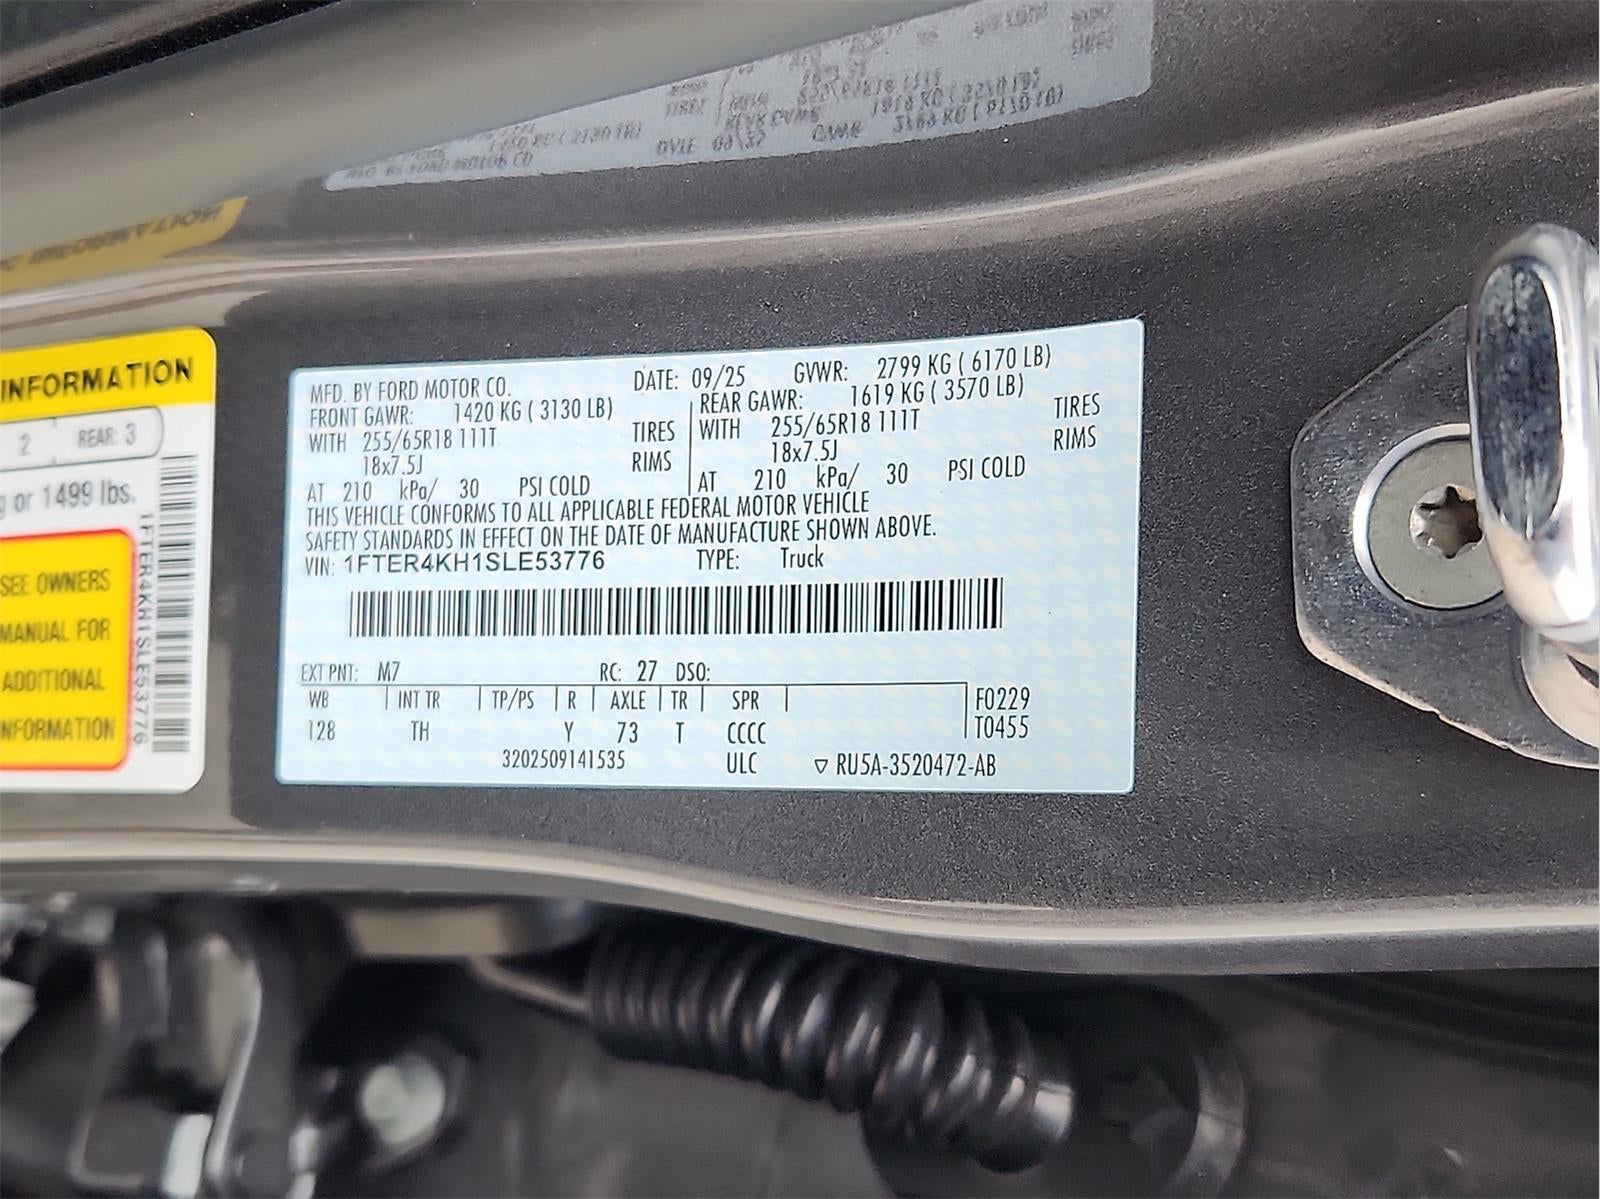 INFORMATION
2 REAR: 3
g or 1499 lbs.
SEE OWNERS
MANUAL FOR
ADDITIONAL
INFORMATION
1FTER4KH1SLE53776
MFD. BY FORD MOTOR CO. DATE: 09/25 GVWR: 2799 KG ( 6170 LB)
FRONT GAWR: 1420 KG ( 3130 LB) REAR GAWR: 1619 KG ( 3570 LB)
WITH 255/65R18 111T TIRES WITH 255/65R18 111T TIRES
18x7.5J RIMS 18x7.5J RIMS
AT 210 kPa/ 30 PSI COLD AT 210 kPa/ 30 PSI COLD
THIS VEHICLE CONFORMS TO ALL APPLICABLE FEDERAL MOTOR VEHICLE
SAFETY STANDARDS IN EFFECT ON THE DATE OF MANUFACTURE SHOWN ABOVE.
VIN: 1FTER4KH1SLE53776 TYPE: Truck
EXT PNT: M7 RC: 27 DSO:
WB INT TR TP/PS R AXLE TR SPR F0229
128 TH Y 73 T CCCC T0455
3202509141535 ULC ▽ RU5A-3520472-AB